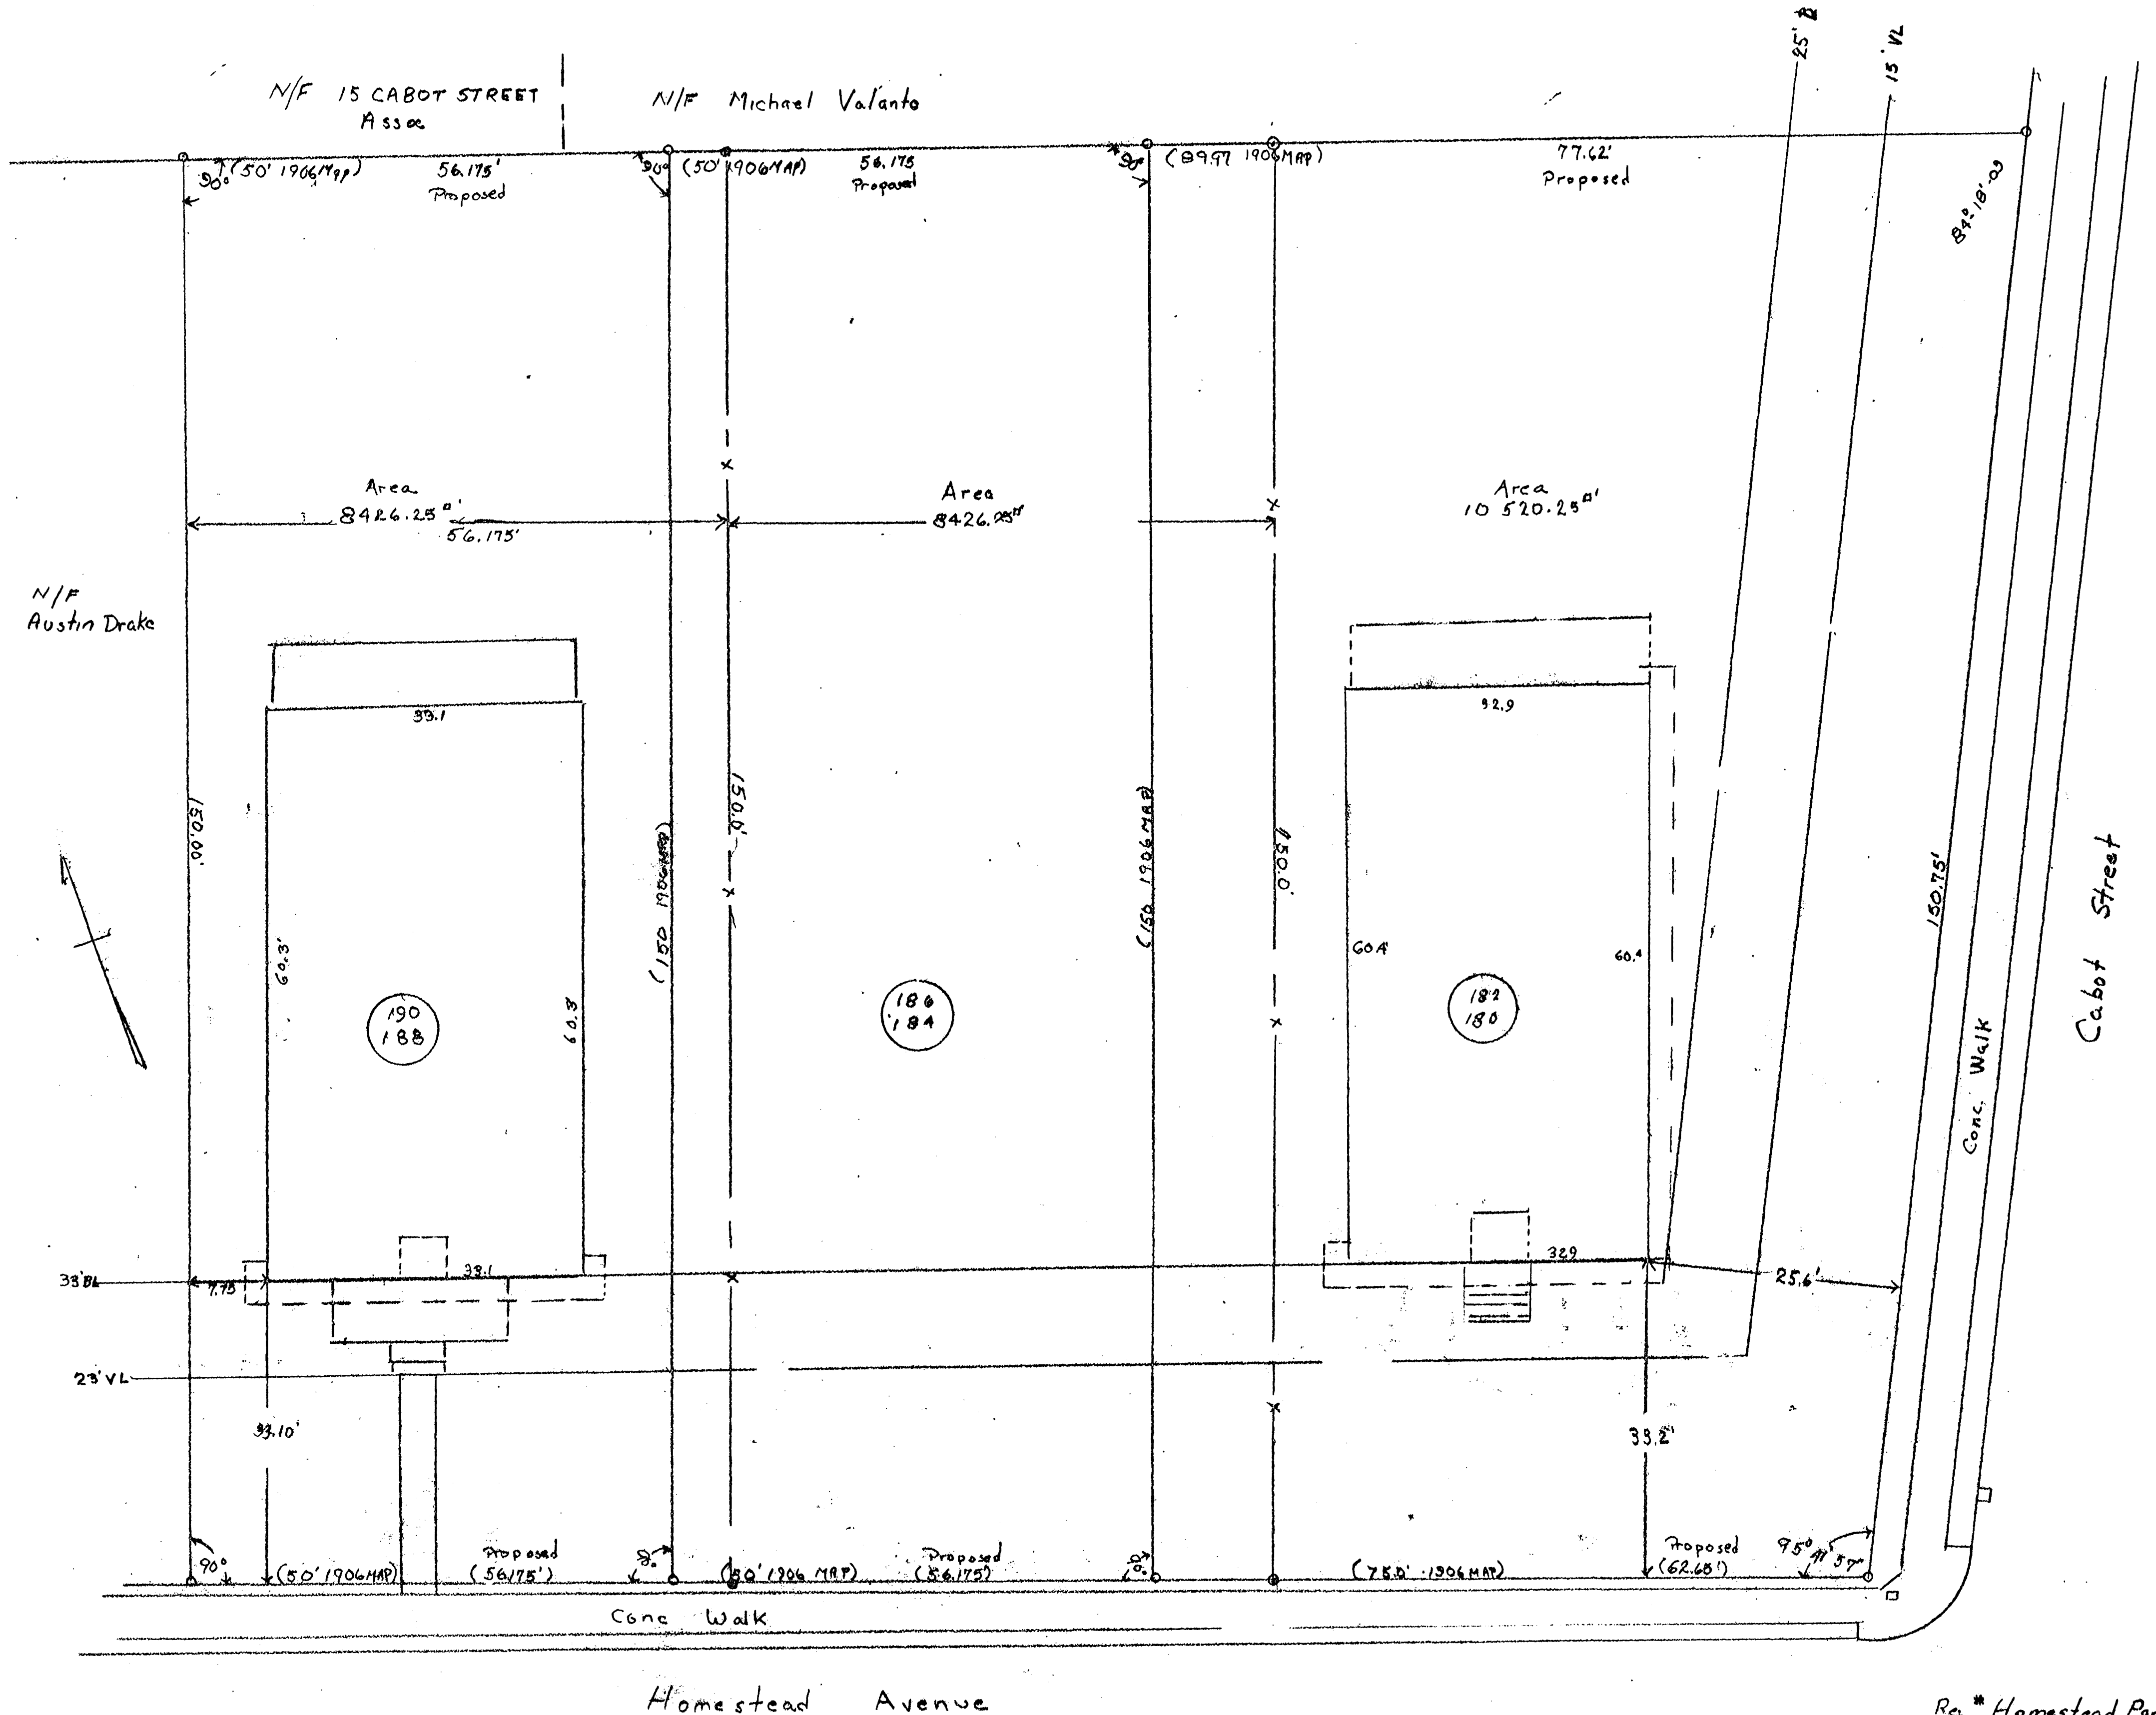 25'
15' VL
N/F 15 CABOT STREET
Assoc
N/F Michael Valanto
90°
(50' 1906 Map)
56.175'
Proposed
90°
(50' 1906 MAP)
56.175
Proposed
90°
(89.97 1906 MAP)
77.62'
Proposed
84°-18'-03
Area
8426.25□'
56.175'
Area
8426.25□'
Area
10 520.25□'
N/F
Austin Drake
33.1
32.9
150.00'
(150 1906 MAP)
150.0'
(150 1906 MAP)
150.0'
150.75'
Cabot Street
60.3'
60.3
60.4'
60.4
190
188
186
184
182
180
Conc. Walk
33' BL
7.75
33.1
32.9
25.6'
23' VL
33.10'
33.2'
90°
(50' 1906 MAP)
Proposed
(56.175')
90°
(50' 1906 MAP)
Proposed
(56.175')
90°
(75.0' 1906 MAP)
Proposed
(62.65')
95° 41' 57"
Conc Walk
Homestead Avenue
Homestead